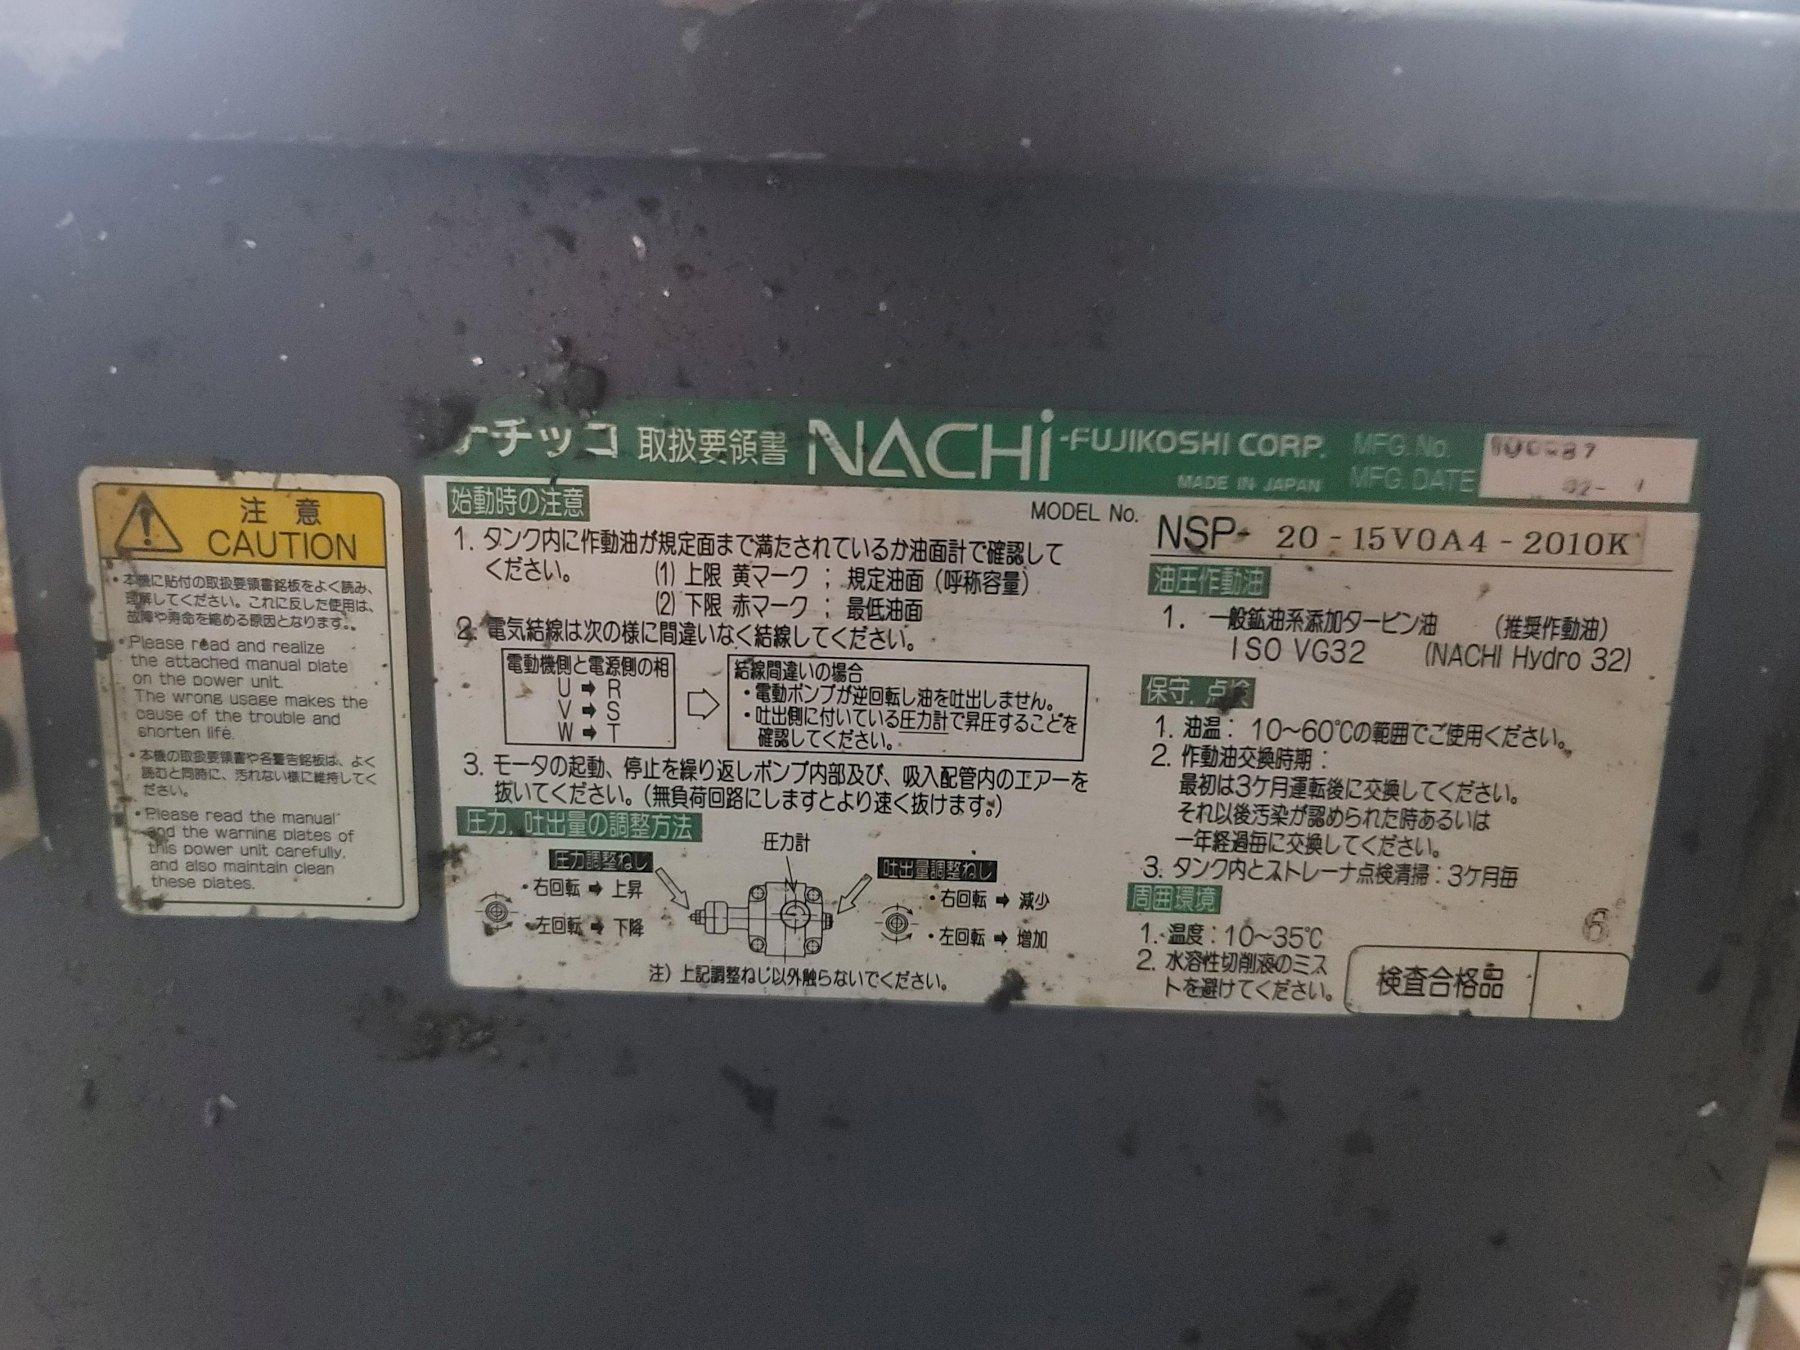 注意
CAUTION
・本機に貼付の取扱要領書銘板をよく読み、
理解してください。これに反した使用は、
故障や寿命を縮める原因となります。
・Please read and realize
the attached manual plate
on the power unit.
The wrong usage makes the
cause of the trouble and
shorten life.
・本機の取扱要領書や各警告銘板は、よく
読むと同時に、汚れない様に維持してく
ださい。
・Please read the manual
and the warning plates of
this power unit carefully,
and also maintain clean
these plates.
ナチッコ 取扱要領書 NACHi-FUJIKOSHI CORP.
MADE IN JAPAN
MFG. No.
MFG. DATE
MODEL No. NSP- 20 - 15V0A4 - 2010K
始動時の注意
1. タンク内に作動油が規定面まで満たされているか油面計で確認して
ください。 (1) 上限 黄マーク ; 規定油面 (呼称容量)
(2) 下限 赤マーク ; 最低油面
2. 電気結線は次の様に間違いなく結線してください。
電動機側と電源側の相
U ➡ R
V ➡ S
W ➡ T
結線間違いの場合
・電動ポンプが逆回転し油を吐出しません。
・吐出側に付いている圧力計で昇圧することを
確認してください。
3. モータの起動、停止を繰り返しポンプ内部及び、吸入配管内のエアーを
抜いてください。(無負荷回路にしますとより速く抜けます。)
圧力, 吐出量の調整方法
圧力計
圧力調整ねじ
・右回転 ➡ 上昇
・左回転 ➡ 下降
吐出量調整ねじ
・右回転 ➡ 減少
・左回転 ➡ 増加
注) 上記調整ねじ以外触らないでください。
油圧作動油
1. 一般鉱油系添加タービン油 (推奨作動油)
ISO VG32 (NACHI Hydro 32)
保守, 点検
1. 油温 : 10~60℃の範囲でご使用ください。
2. 作動油交換時期 :
最初は3ケ月運転後に交換してください。
それ以後汚染が認められた時あるいは
一年経過毎に交換してください。
3. タンク内とストレーナ点検清掃 : 3ケ月毎
周囲環境
1. 温度 : 10~35℃
2. 水溶性切削液のミス
トを避けてください。
検査合格品
6